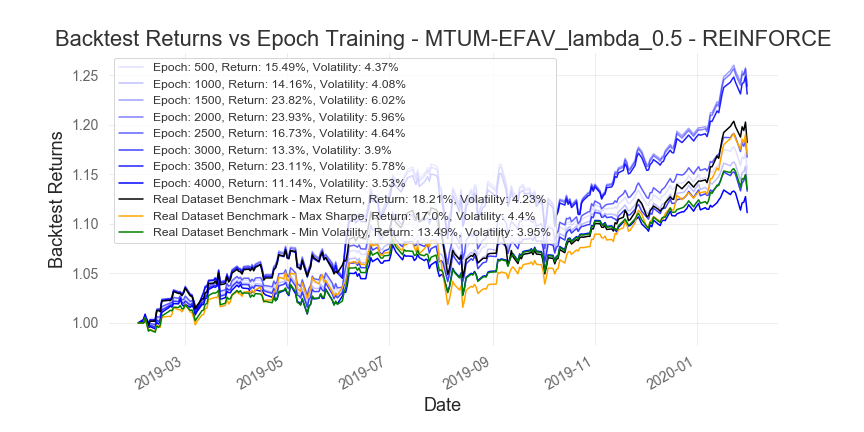 Backtest Returns vs Epoch Training - MTUM-EFAV_lambda_0.5 - REINFORCE
Epoch: 500, Return: 15.49%, Volatility: 4.37%
Epoch: 1000, Return: 14.16%, Volatility: 4.08%
Epoch: 1500, Return: 23.82%, Volatility: 6.02%
Epoch: 2000, Return: 23.93%, Volatility: 5.96%
Epoch: 2500, Return: 16.73%, Volatility: 4.64%
Epoch: 3000, Return: 13.3%, Volatility: 3.9%
Epoch: 3500, Return: 23.11%, Volatility: 5.78%
Epoch: 4000, Return: 11.14%, Volatility: 3.53%
Real Dataset Benchmark - Max Return, Return: 18.21%, Volatility: 4.23%
Real Dataset Benchmark - Max Sharpe, Return: 17.0%, Volatility: 4.4%
Real Dataset Benchmark - Min Volatility, Return: 13.49%, Volatility: 3.95%
Backtest Returns
1.25
1.20
1.15
1.10
1.05
1.00
2019-03
2019-05
2019-07
2019-09
2019-11
2020-01
Date